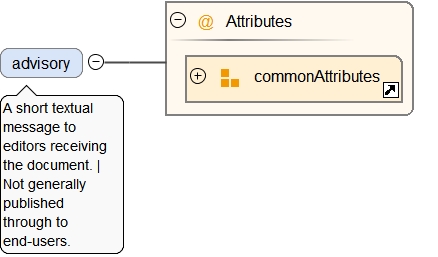 @ Attributes
advisory
commonAttributes
A short textual
message to
editors receiving
the document. |
Not generally
published
through to
end-users.